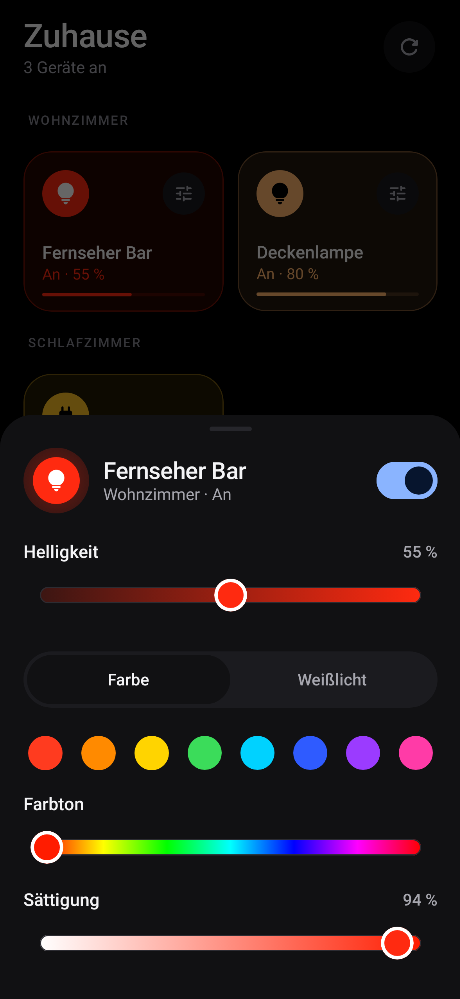 Zuhause
3 Geräte an
WOHNZIMMER
Fernseher Bar
An · 55 %
Deckenlampe
An · 80 %
SCHLAFZIMMER
Fernseher Bar
Wohnzimmer · An
Helligkeit
55 %
Farbe
Weißlicht
Farbton
Sättigung
94 %